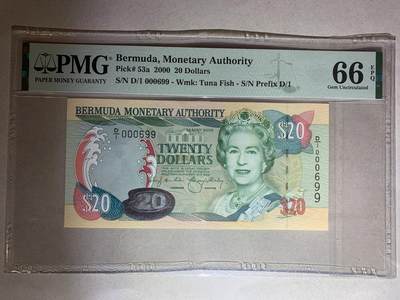 PMG
PAPER MONEY GUARANTY
Bermuda, Monetary Authority
Pick# 53a 2000 20 Dollars
S/N D/1 000699 - Wmk: Tuna Fish - S/N Prefix D/1
66 EPQ
Gem Uncirculated
BERMUDA MONETARY AUTHORITY
D/1 000699
$20
TWENTY
DOLLARS
D/1 000699
$20
$20